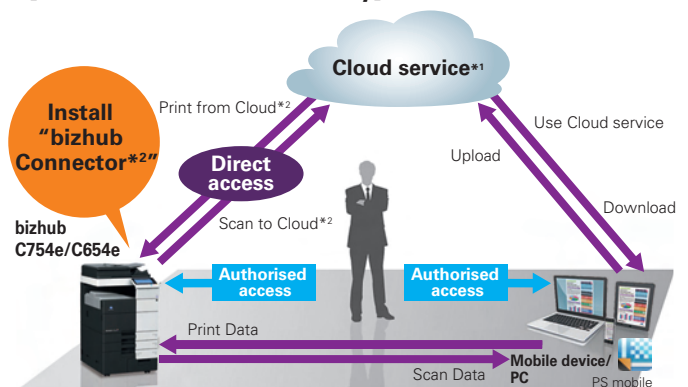 Cloud service*1
Install
“bizhub
Connector*2”
Print from Cloud*2
Use Cloud service
Upload
Direct
access
Scan to Cloud*2
Download
bizhub
C754e/C654e
Authorised
access
Authorised
access
Print Data
Scan Data
Mobile device/
PC
PS mobile